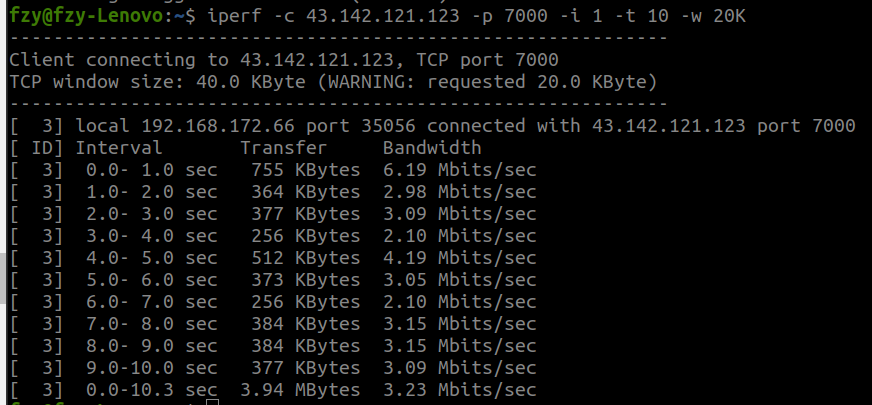 fzy@fzy-Lenovo:~$ iperf -c 43.142.121.123 -p 7000 -i 1 -t 10 -w 20K
------------------------------------------------------------
Client connecting to 43.142.121.123, TCP port 7000
TCP window size: 40.0 KByte (WARNING: requested 20.0 KByte)
------------------------------------------------------------
[  3] local 192.168.172.66 port 35056 connected with 43.142.121.123 port 7000
[ ID] Interval       Transfer     Bandwidth
[  3]  0.0- 1.0 sec   755 KBytes  6.19 Mbits/sec
[  3]  1.0- 2.0 sec   364 KBytes  2.98 Mbits/sec
[  3]  2.0- 3.0 sec   377 KBytes  3.09 Mbits/sec
[  3]  3.0- 4.0 sec   256 KBytes  2.10 Mbits/sec
[  3]  4.0- 5.0 sec   512 KBytes  4.19 Mbits/sec
[  3]  5.0- 6.0 sec   373 KBytes  3.05 Mbits/sec
[  3]  6.0- 7.0 sec   256 KBytes  2.10 Mbits/sec
[  3]  7.0- 8.0 sec   384 KBytes  3.15 Mbits/sec
[  3]  8.0- 9.0 sec   384 KBytes  3.15 Mbits/sec
[  3]  9.0-10.0 sec   377 KBytes  3.09 Mbits/sec
[  3]  0.0-10.3 sec  3.94 MBytes  3.23 Mbits/sec